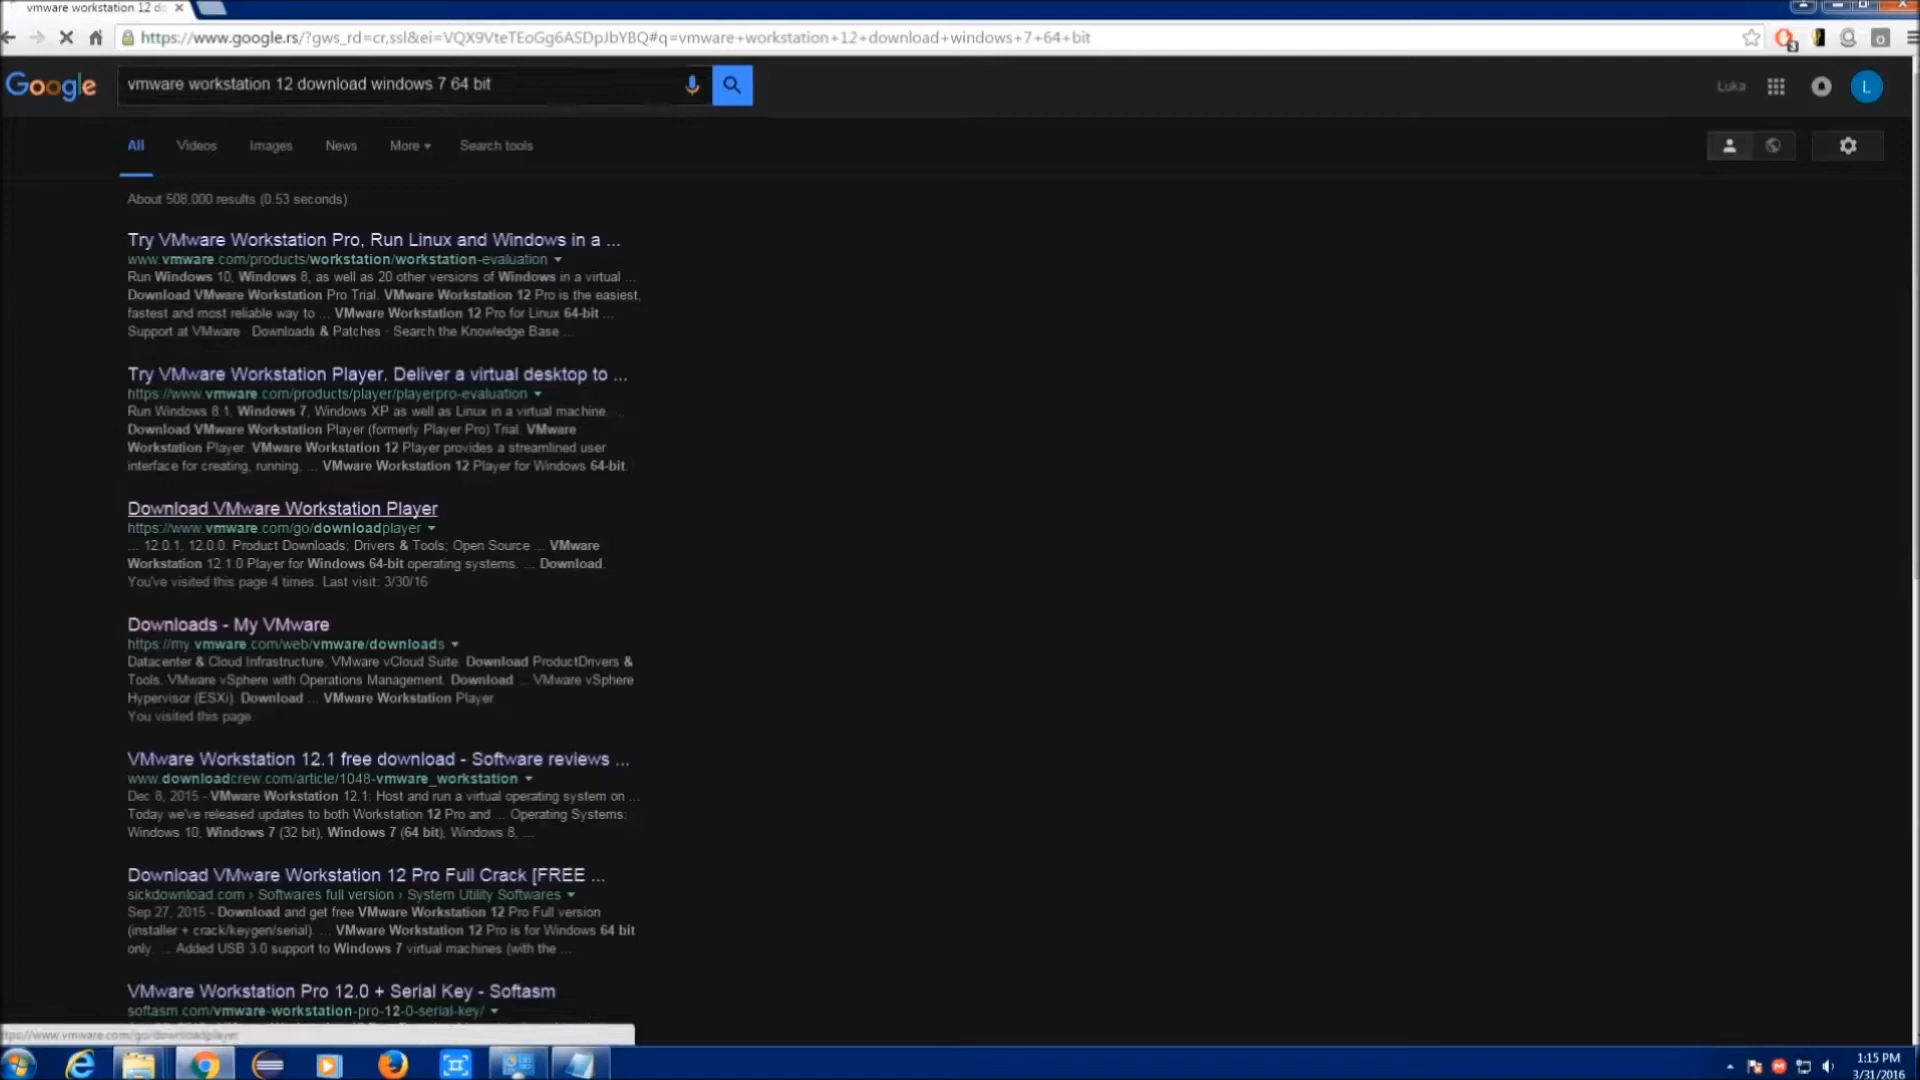 vmware workstation 12 do
https://www.google.rs/?gws_rd=cr,ssl&ei=VQX9VteTEoGg6ASDpJbYBQ#q=vmware+workstation+12+download+windows+7+64+bit
Google
vmware workstation 12 download windows 7 64 bit
Luka
L
All Videos Images News More Search tools
About 508,000 results (0.53 seconds)
Try VMware Workstation Pro, Run Linux and Windows in a ...
www.vmware.com/products/workstation/workstation-evaluation
Run Windows 10, Windows 8, as well as 20 other versions of Windows in a virtual ...
Download VMware Workstation Pro Trial. VMware Workstation 12 Pro is the easiest,
fastest and most reliable way to ... VMware Workstation 12 Pro for Linux 64-bit ...
Support at VMware · Downloads & Patches · Search the Knowledge Base ...
Try VMware Workstation Player, Deliver a virtual desktop to ...
https://www.vmware.com/products/player/playerpro-evaluation
Run Windows 8.1, Windows 7, Windows XP as well as Linux in a virtual machine. ...
Download VMware Workstation Player (formerly Player Pro) Trial. VMware
Workstation Player. VMware Workstation 12 Player provides a streamlined user
interface for creating, running, ... VMware Workstation 12 Player for Windows 64-bit.
Download VMware Workstation Player
https://www.vmware.com/go/downloadplayer
... 12.0.1, 12.0.0. Product Downloads; Drivers & Tools; Open Source ... VMware
Workstation 12.1.0 Player for Windows 64-bit operating systems. ... Download.
You've visited this page 4 times. Last visit: 3/30/16
Downloads - My VMware
https://my.vmware.com/web/vmware/downloads
Datacenter & Cloud Infrastructure. VMware vCloud Suite. Download ProductDrivers &
Tools. VMware vSphere with Operations Management. Download ... VMware vSphere
Hypervisor (ESXi). Download ... VMware Workstation Player
You visited this page.
VMware Workstation 12.1 free download - Software reviews ...
www.downloadcrew.com/article/1048-vmware_workstation
Dec 8, 2015 - VMware Workstation 12.1: Host and run a virtual operating system on ...
Today we've released updates to both Workstation 12 Pro and ... Operating Systems:
Windows 10, Windows 7 (32 bit), Windows 7 (64 bit), Windows 8, ...
Download VMware Workstation 12 Pro Full Crack [FREE ...
sickdownload.com › Softwares full version › System Utility Softwares
Sep 27, 2015 - Download and get free VMware Workstation 12 Pro Full version
(installer + crack/keygen/serial). ... VMware Workstation 12 Pro is for Windows 64 bit
only. ... Added USB 3.0 support to Windows 7 virtual machines (with the ...
VMware Workstation Pro 12.0 + Serial Key - Softasm
softasm.com/vmware-workstation-pro-12-0-serial-key/
ttps://www.vmware.com/go/downloadplayer
1:15 PM
3/31/2016